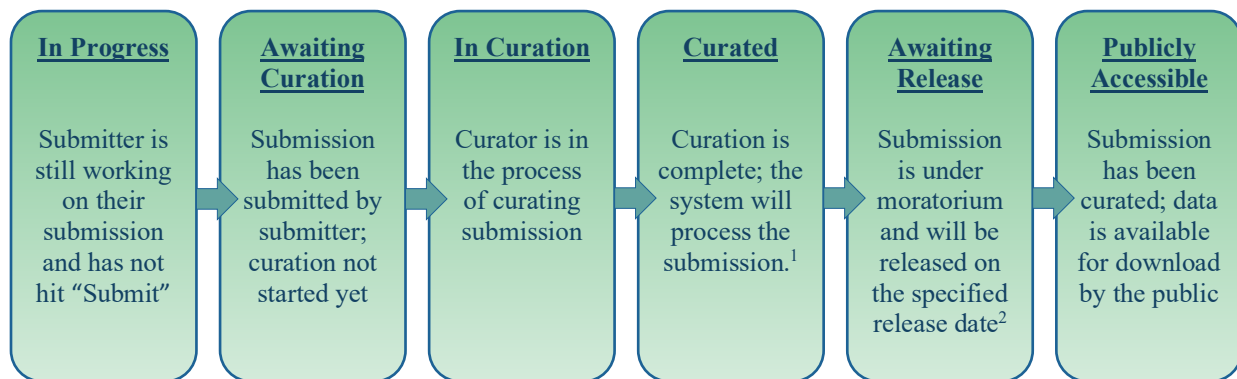 In Progress
Submitter is
still working
on their
submission
and has not
hit “Submit”
Awaiting
Curation
Submission
has been
submitted by
submitter;
curation not
started yet
In Curation
Curator is in
the process
of curating
submission
Curated
Curation is
complete; the
system will
process the
submission.¹
Awaiting
Release
Submission
is under
moratorium
and will be
released on
the specified
release date²
Publicly
Accessible
Submission
has been
curated; data
is available
for download
by the public